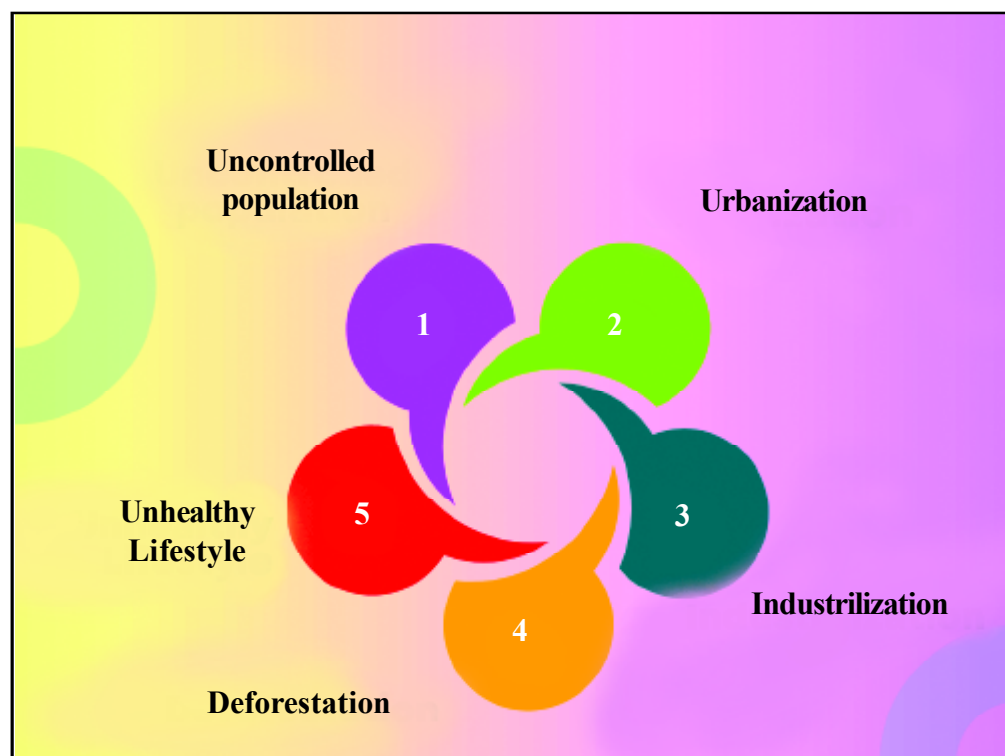 Uncontrolled
population
Urbanization
1
2
Unhealthy
Lifestyle
5
3
Industrilization
4
Deforestation